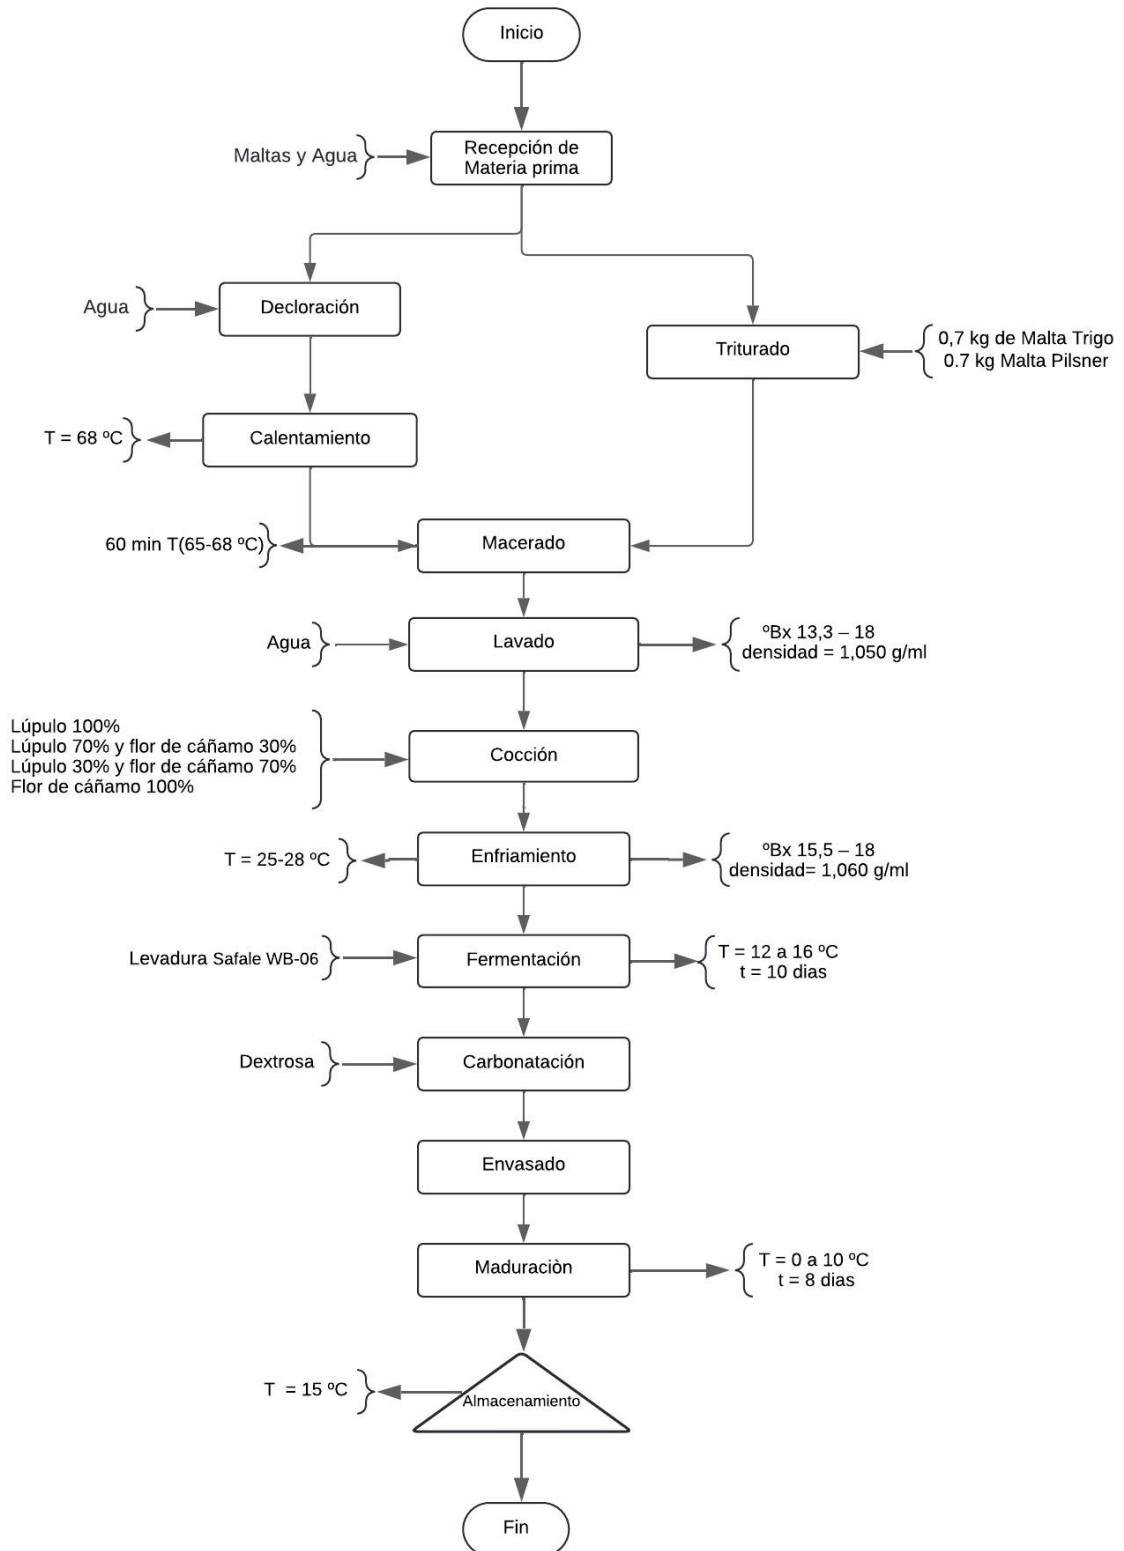 Inicio
Maltas y Agua
Recepción de
Materia prima
Agua
Decloración
Triturado
0,7 kg de Malta Trigo
0.7 kg Malta Pilsner
T = 68 ºC
Calentamiento
60 min T(65-68 ºC)
Macerado
Agua
Lavado
ºBx 13,3 – 18
densidad = 1,050 g/ml
Lúpulo 100%
Lúpulo 70% y flor de cáñamo 30%
Lúpulo 30% y flor de cáñamo 70%
Flor de cáñamo 100%
Cocción
T = 25-28 ºC
Enfriamiento
ºBx 15,5 – 18
densidad= 1,060 g/ml
Levadura Safale WB-06
Fermentación
T = 12 a 16 ºC
t = 10 dias
Dextrosa
Carbonatación
Envasado
Maduraciòn
T = 0 a 10 ºC
t = 8 dias
T = 15 ºC
Almacenamiento
Fin